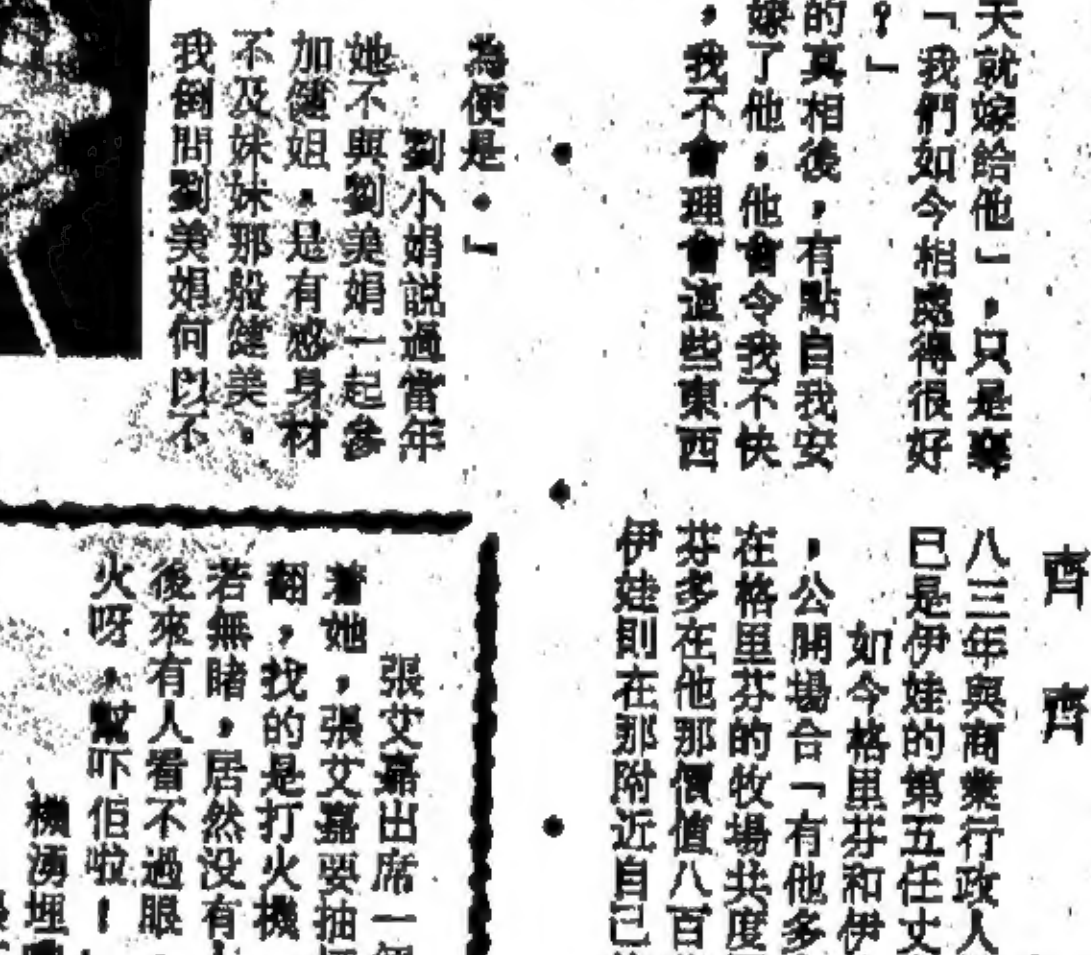 天就嫁給他」，只是
「我們如今相處得很好
？」
的真相後，有點自我安
嫁了他，他會令我不快
，我不會理會這些東西
為便是。」
劉小娟說過當年
她不與劉美娟一起參
加健姐，是有感身材
不及妹妹那般健美。
我倒問劉美娟何以不
齊齊
八三年與商業行政人
已是伊娃的第五任丈
如今格里芬和伊
，公開場合「有他多
在格里芬的牧場共度
芬多在他那價值八百
伊娃則在那附近自己
張艾嘉出席一
着她，張艾嘉要抽
翻，找的是打火機
若無睹，居然没有
後來有人看不過眼
火呀，幫吓佢啦！
機湧埋